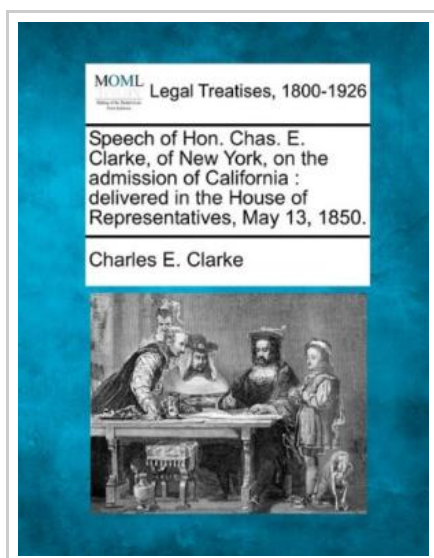 MOML
Legal Treatises, 1800-1926
Speech of Hon. Chas. E.
Clarke, of New York, on the
admission of California :
delivered in the House of
Representatives, May 13, 1850.
Charles E. Clarke